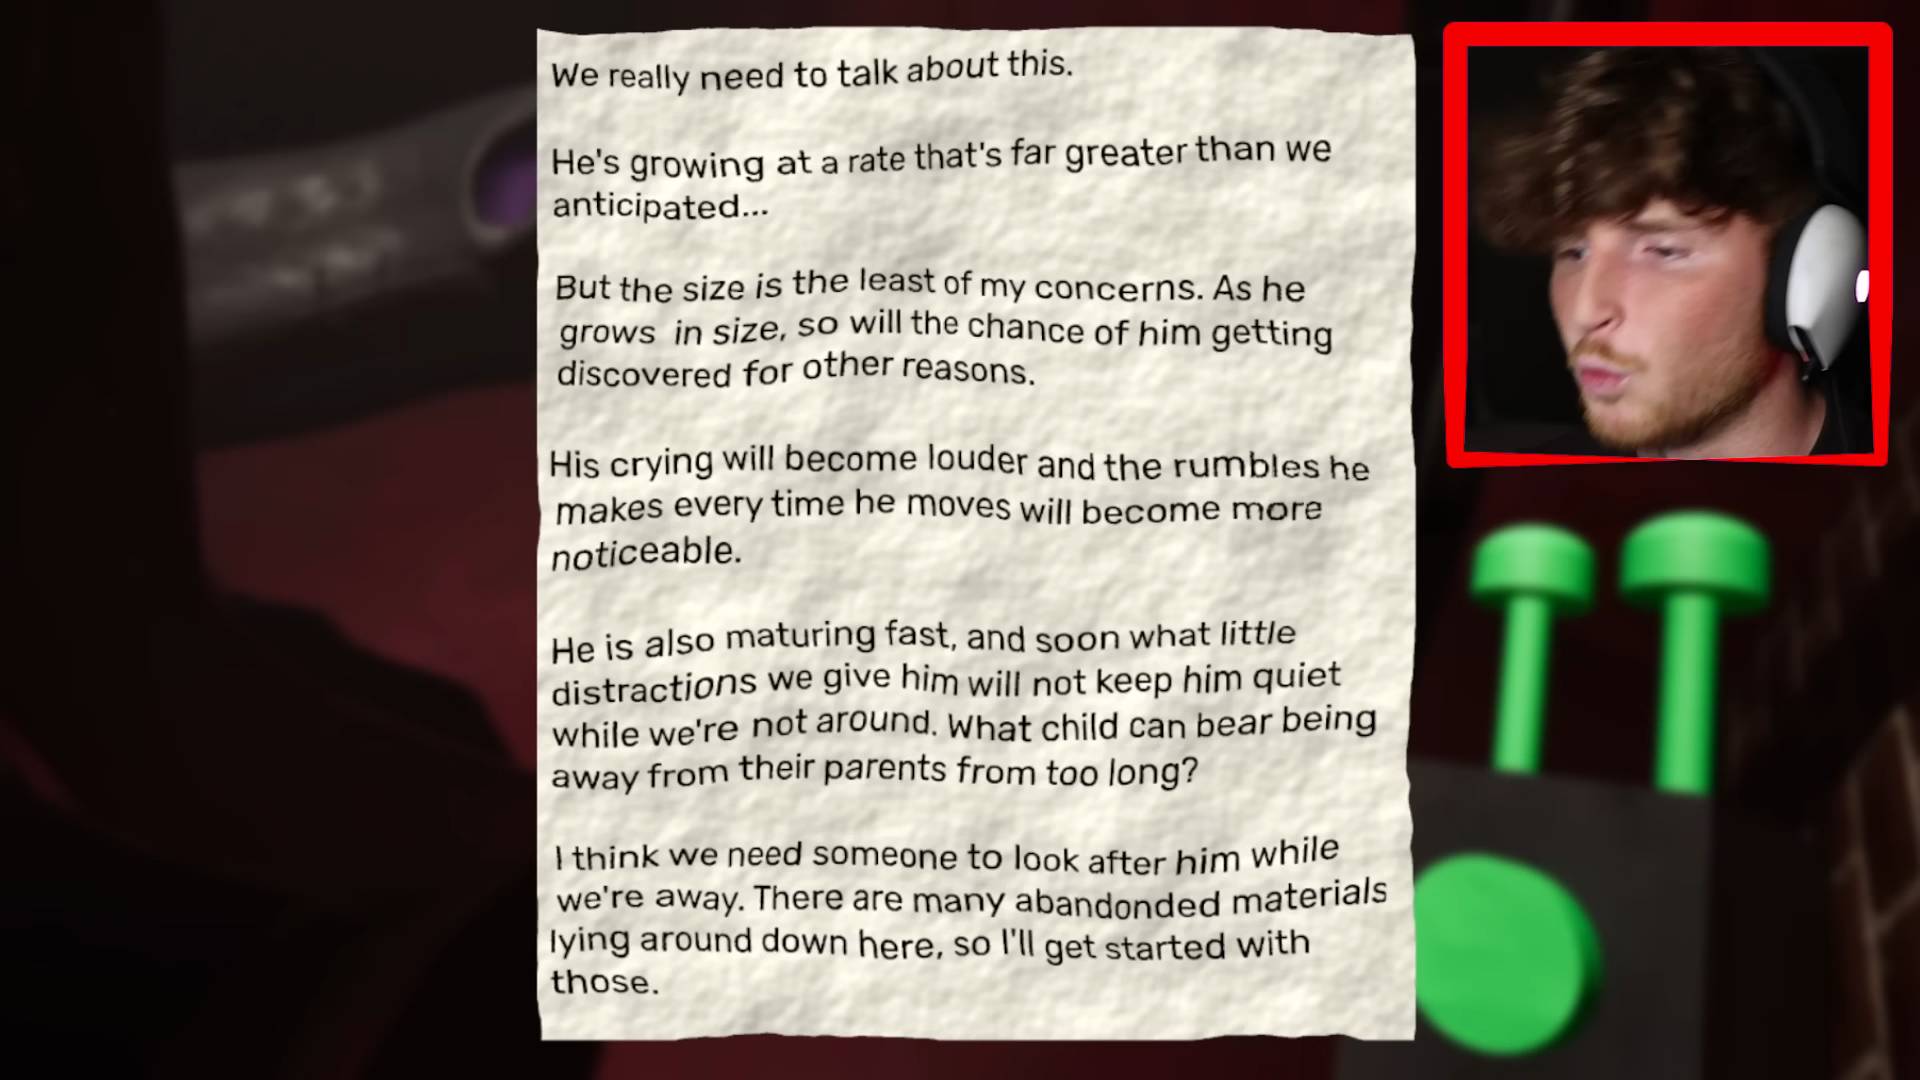 We really need to talk about this.
He's growing at a rate that's far greater than we
anticipated...
But the size is the least of my concerns. As he
grows in size, so will the chance of him getting
discovered for other reasons.
His crying will become louder and the rumbles he
makes every time he moves will become more
noticeable.
He is also maturing fast, and soon what little
distractions we give him will not keep him quiet
while we're not around. What child can bear being
away from their parents from too long?
I think we need someone to look after him while
we're away. There are many abandonded materials
lying around down here, so I'll get started with
those.